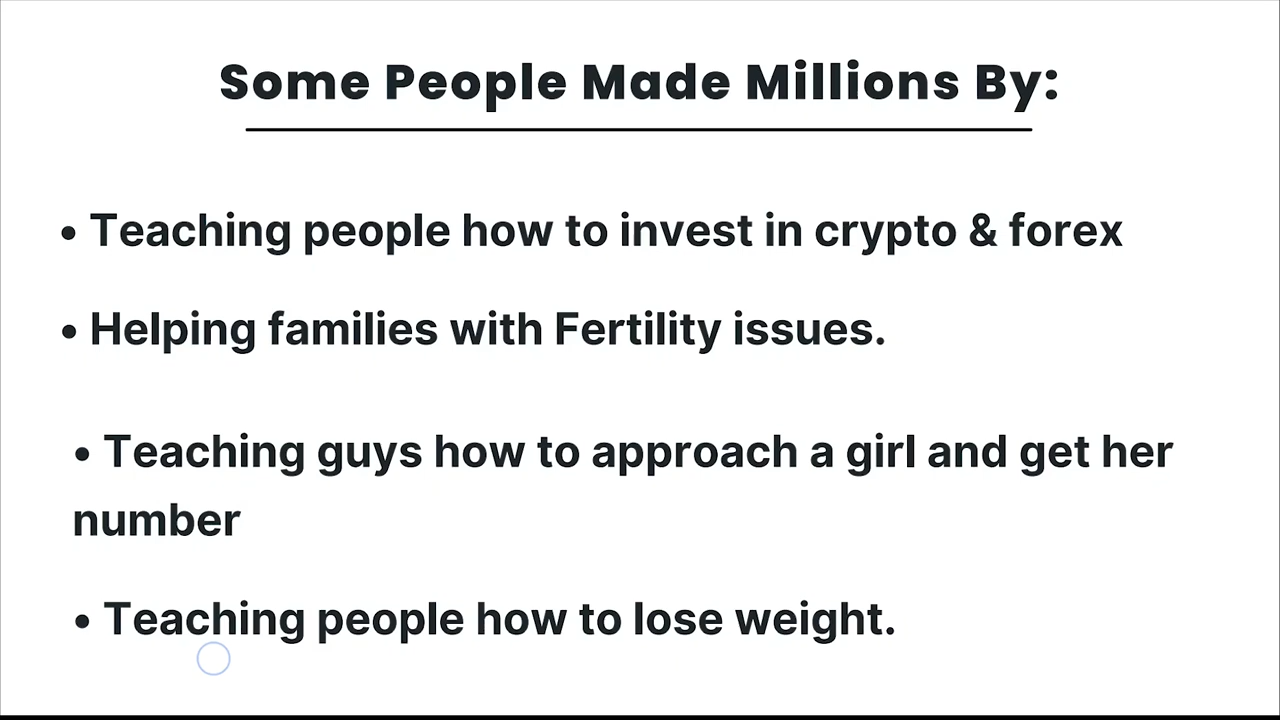 Some People Made Millions By:
• Teaching people how to invest in crypto & forex
• Helping families with Fertility issues.
• Teaching guys how to approach a girl and get her
number
• Teaching people how to lose weight.